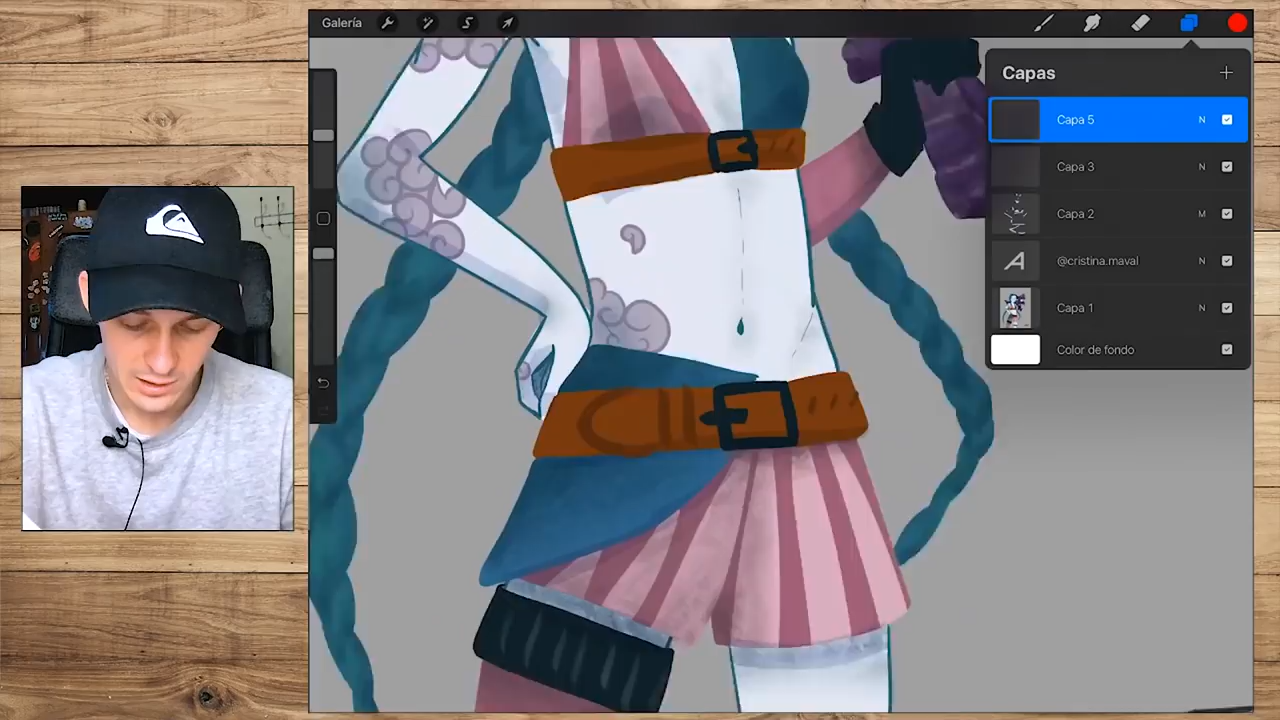 Galería
Capas
Capa 5 N
Capa 3 N
Capa 2 M
@cristina.maval N
Capa 1 N
Color de fondo